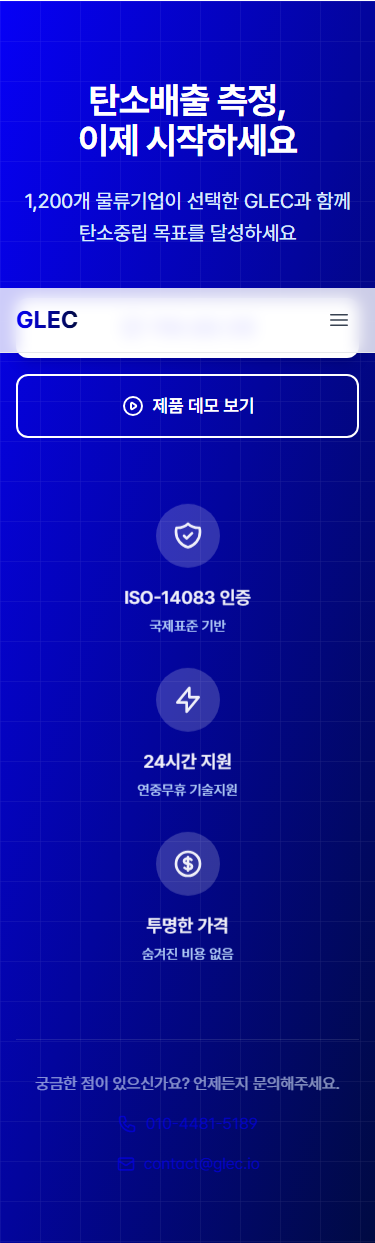 탄소배출 측정,
이제 시작하세요
1,200개 물류기업이 선택한 GLEC과 함께
탄소중립 목표를 달성하세요
GLEC
제품 데모 보기
ISO-14083 인증
국제표준 기반
24시간 지원
연중무휴 기술지원
투명한 가격
숨겨진 비용 없음
궁금한 점이 있으신가요? 언제든지 문의해주세요.
010-4481-5189
contact@glec.io